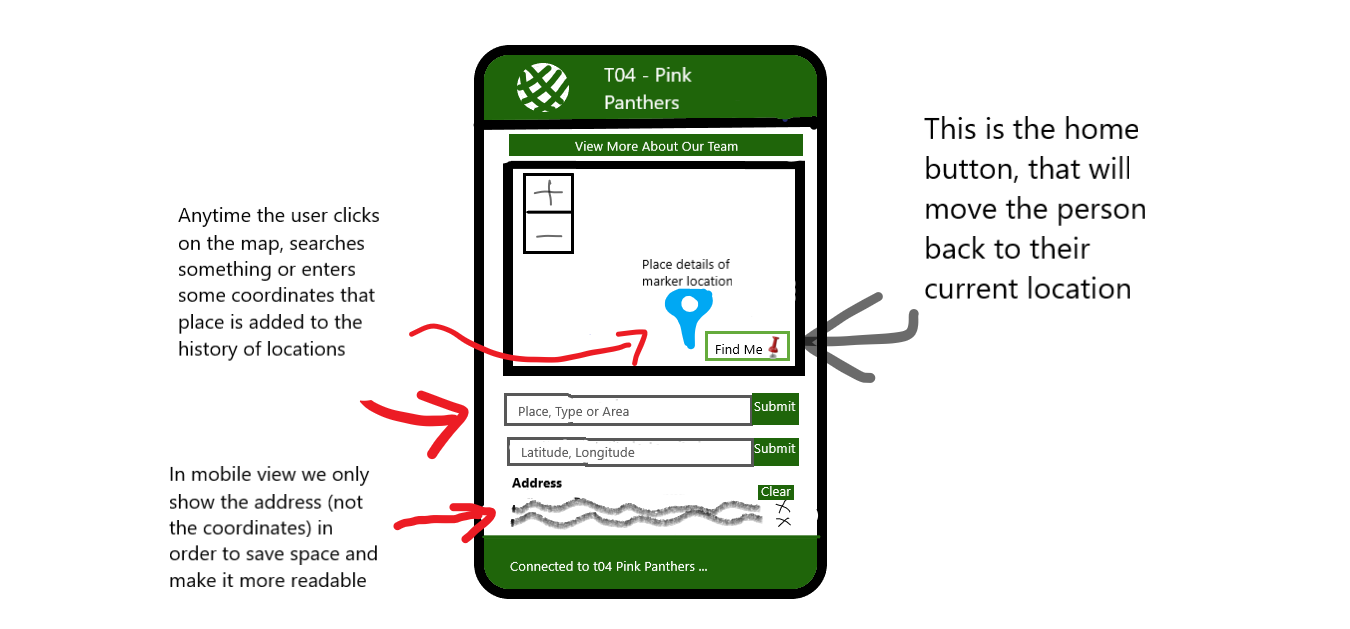 T04 - Pink
Panthers
View More About Our Team
Place details of
marker location
Find Me
Place, Type or Area
Submit
Latitude, Longitude
Submit
Address
Clear
Connected to t04 Pink Panthers ...
Anytime the user clicks
on the map, searches
something or enters
some coordinates that
place is added to the
history of locations
In mobile view we only
show the address (not
the coordinates) in
order to save space and
make it more readable
This is the home
button, that will
move the person
back to their
current location